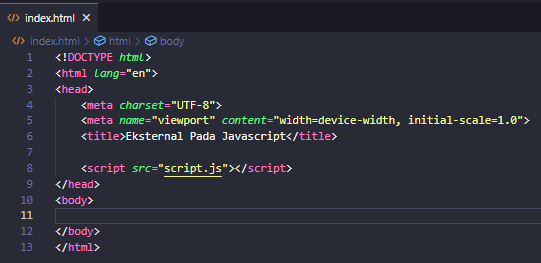 index.html
index.html > html > body
1 <!DOCTYPE html>
2 <html lang="en">
3 <head>
4 <meta charset="UTF-8">
5 <meta name="viewport" content="width=device-width, initial-scale=1.0">
6 <title>Eksternal Pada Javascript</title>
7
8 <script src="script.js"></script>
9 </head>
10 <body>
11
12 </body>
13 </html>